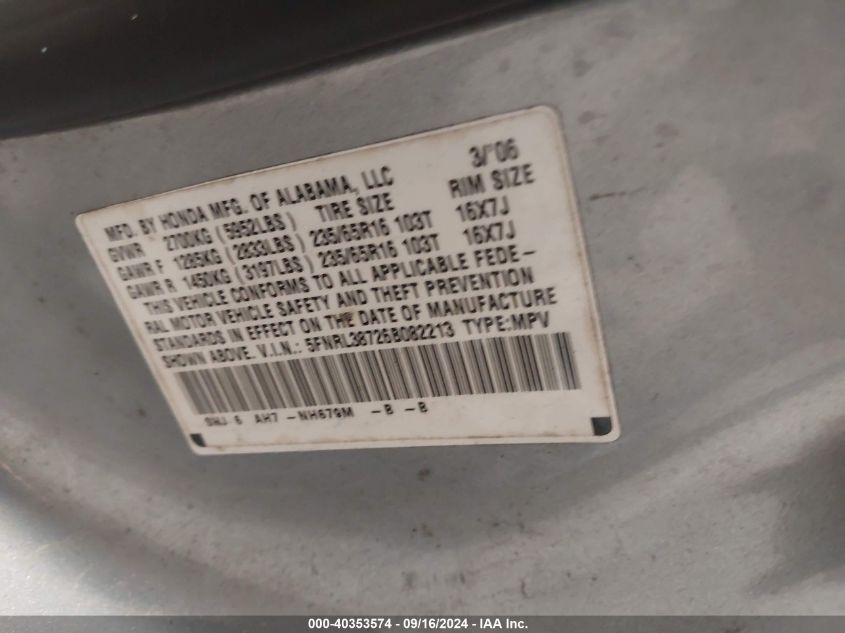 MFD. BY HONDA MFG. OF ALABAMA, LLC 3/'06
GVWR 2700KG (5952LBS) TIRE SIZE RIM SIZE
GAWR F 1285KG (2833LBS) 235/65R16 103T 16X7J
GAWR R 1450KG (3197LBS) 235/65R16 103T 16X7J
THIS VEHICLE CONFORMS TO ALL APPLICABLE FEDE-
RAL MOTOR VEHICLE SAFETY AND THEFT PREVENTION
STANDARDS IN EFFECT ON THE DATE OF MANUFACTURE
SHOWN ABOVE. V.I.N.: 5FNRL38726B082213 TYPE:MPV
SHJ 6 AH7 -NH679M -B -B
000-40353574 - 09/16/2024 - IAA Inc.